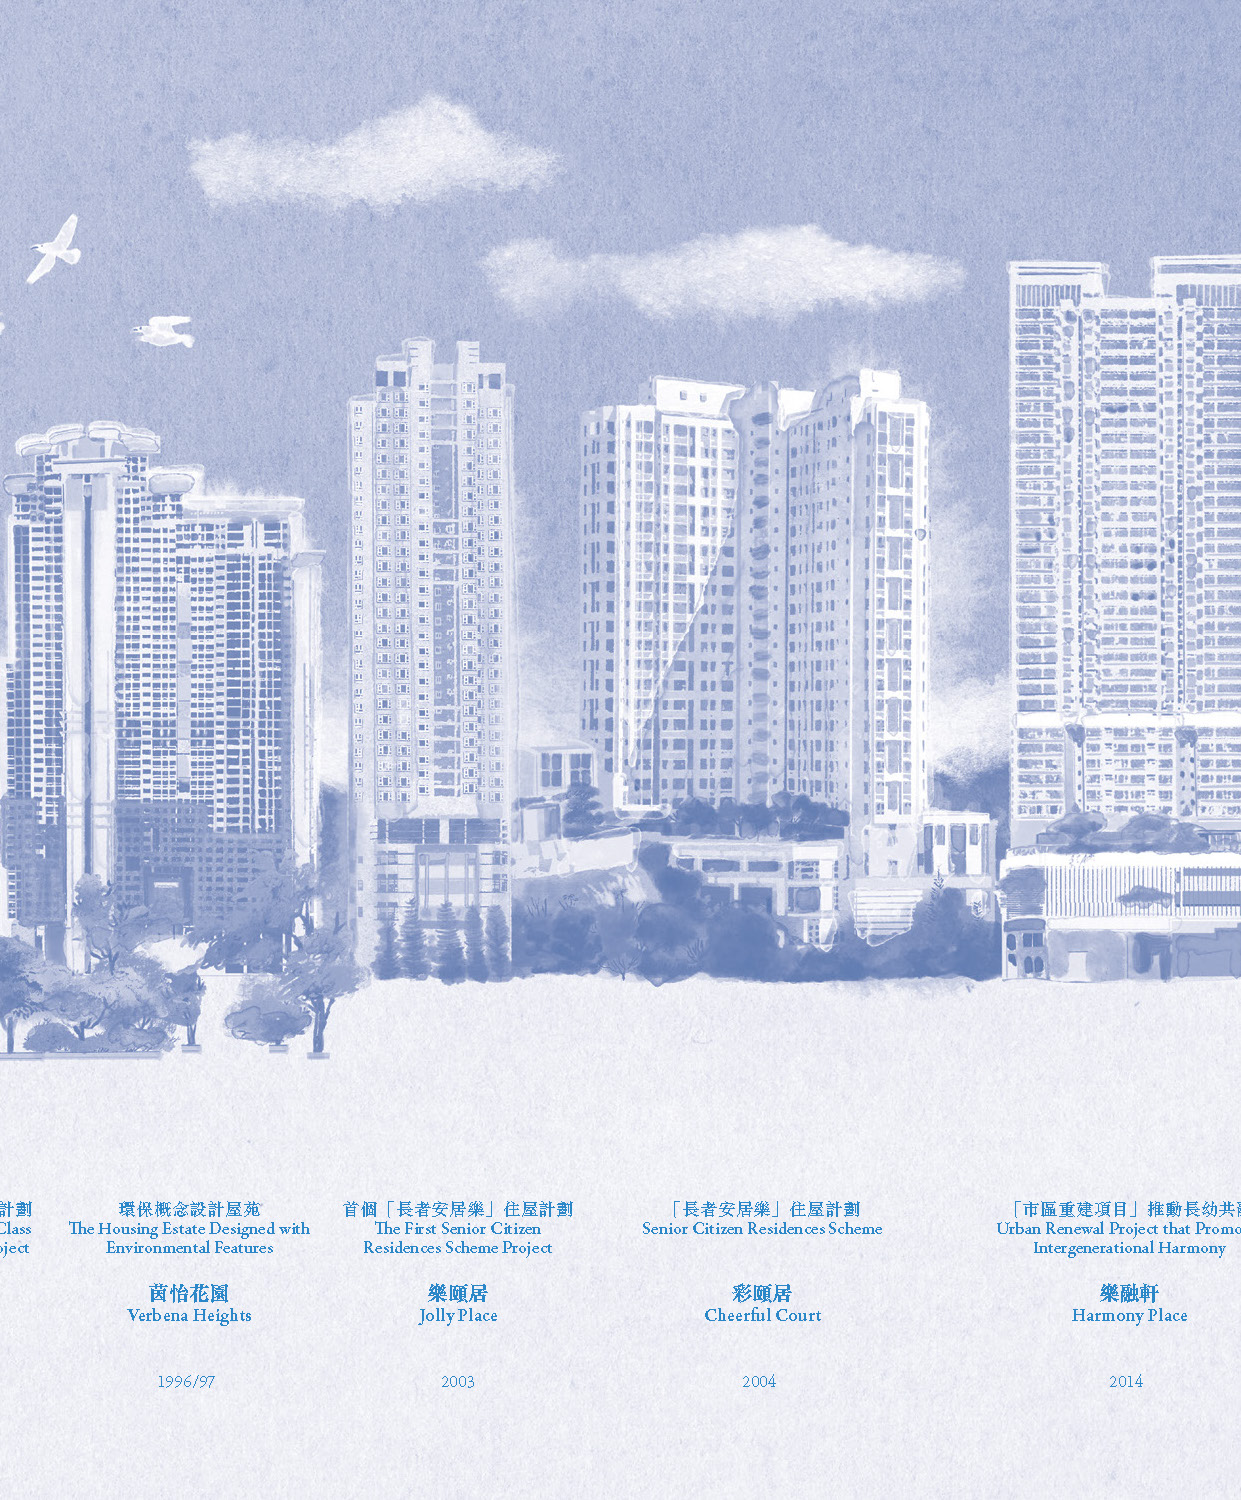 計劃
Class
oject
環保概念設計屋苑
The Housing Estate Designed with
Environmental Features
茵怡花園
Verbena Heights
1996/97
首個「長者安居樂」住屋計劃
The First Senior Citizen
Residences Scheme Project
樂頤居
Jolly Place
2003
「長者安居樂」住屋計劃
Senior Citizen Residences Scheme
彩頤居
Cheerful Court
2004
「市區重建項目」推動長幼共
Urban Renewal Project that Promo
Intergenerational Harmony
樂融軒
Harmony Place
2014